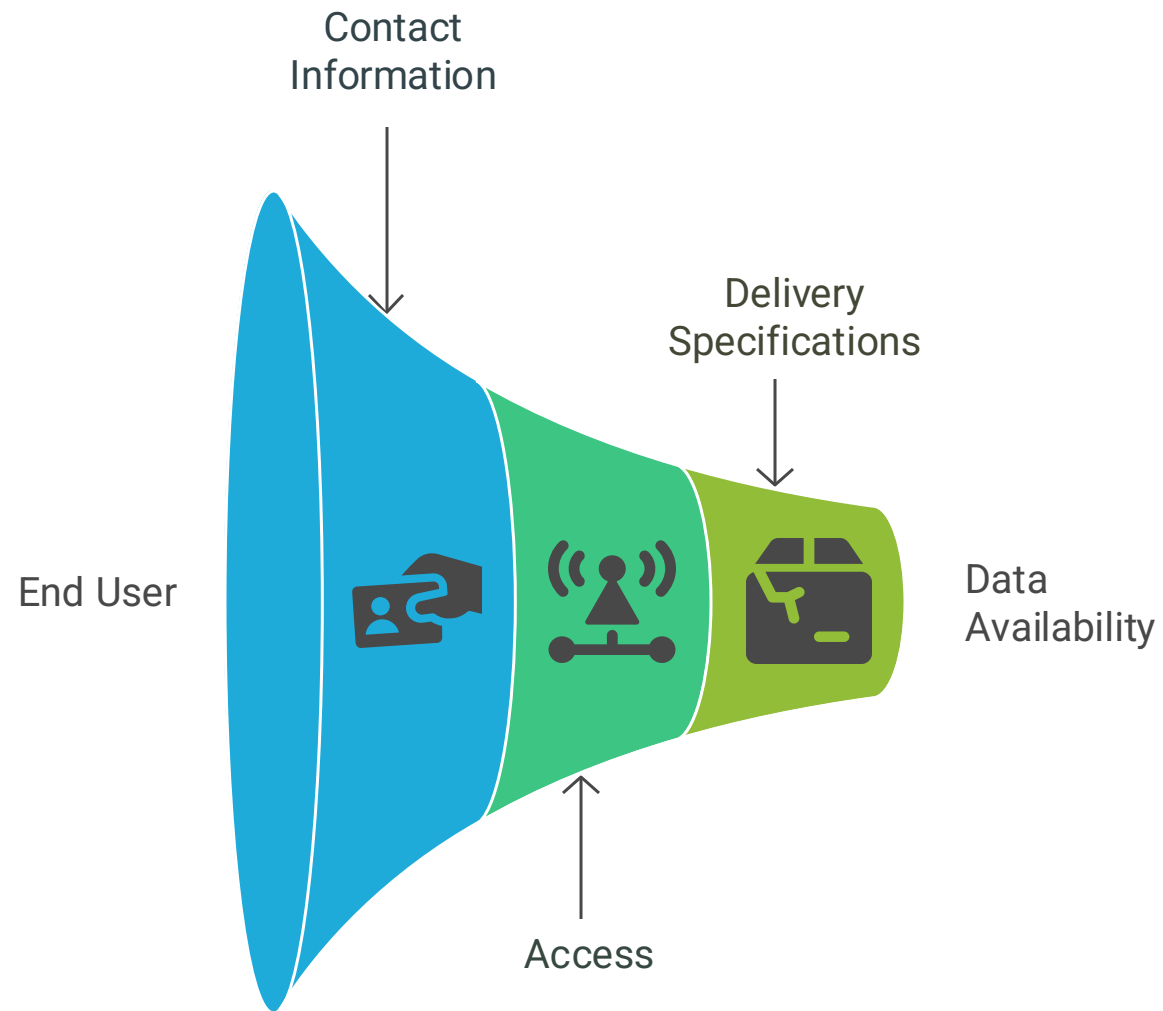 Contact
Information
Delivery
Specifications
End User
Data
Availability
Access